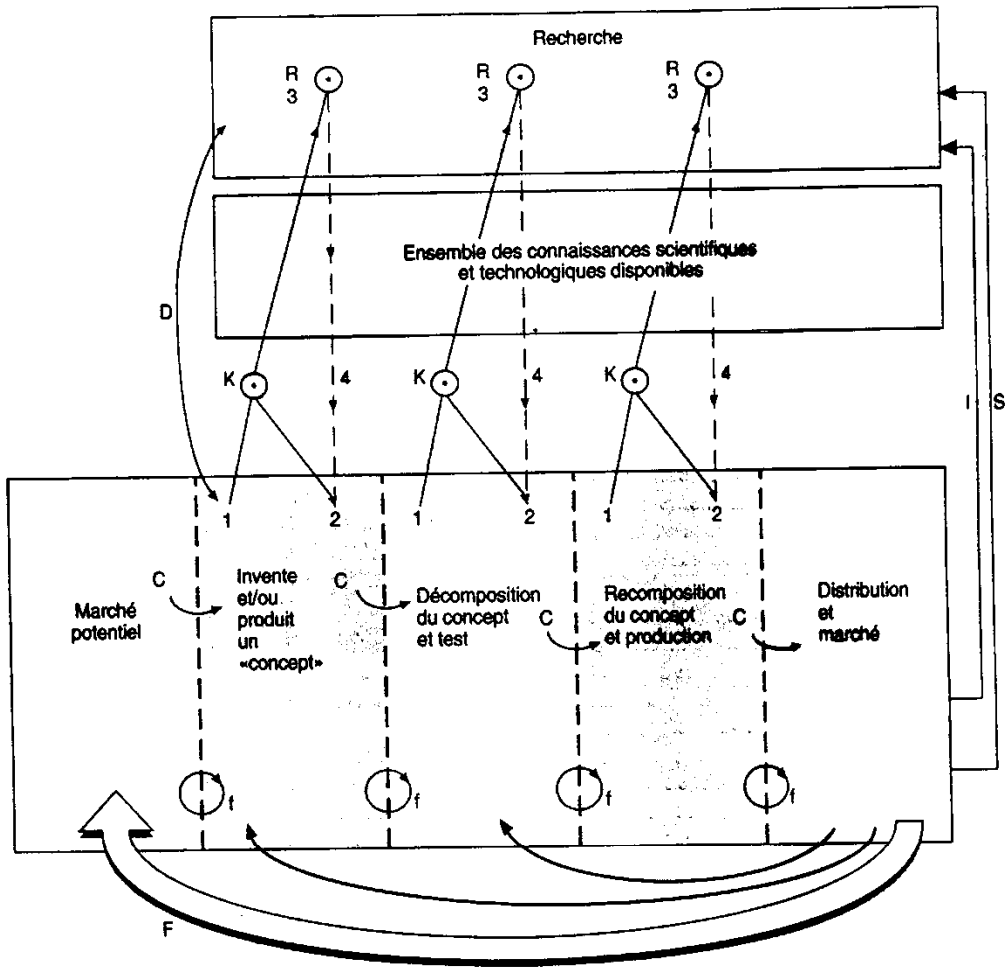 Recherche
R R R
3 3 3
Ensemble des connaissances scientifiques
et technologiques disponibles
D
K 4 K 4 K 4
I S
1 2 1 2 1 2
C C C C
Marché
potentiel
Invente
et/ou
produit
un
«concept»
Décomposition
du concept
et test
Recomposition
du concept
et production
Distribution
et
marché
f f f f
F